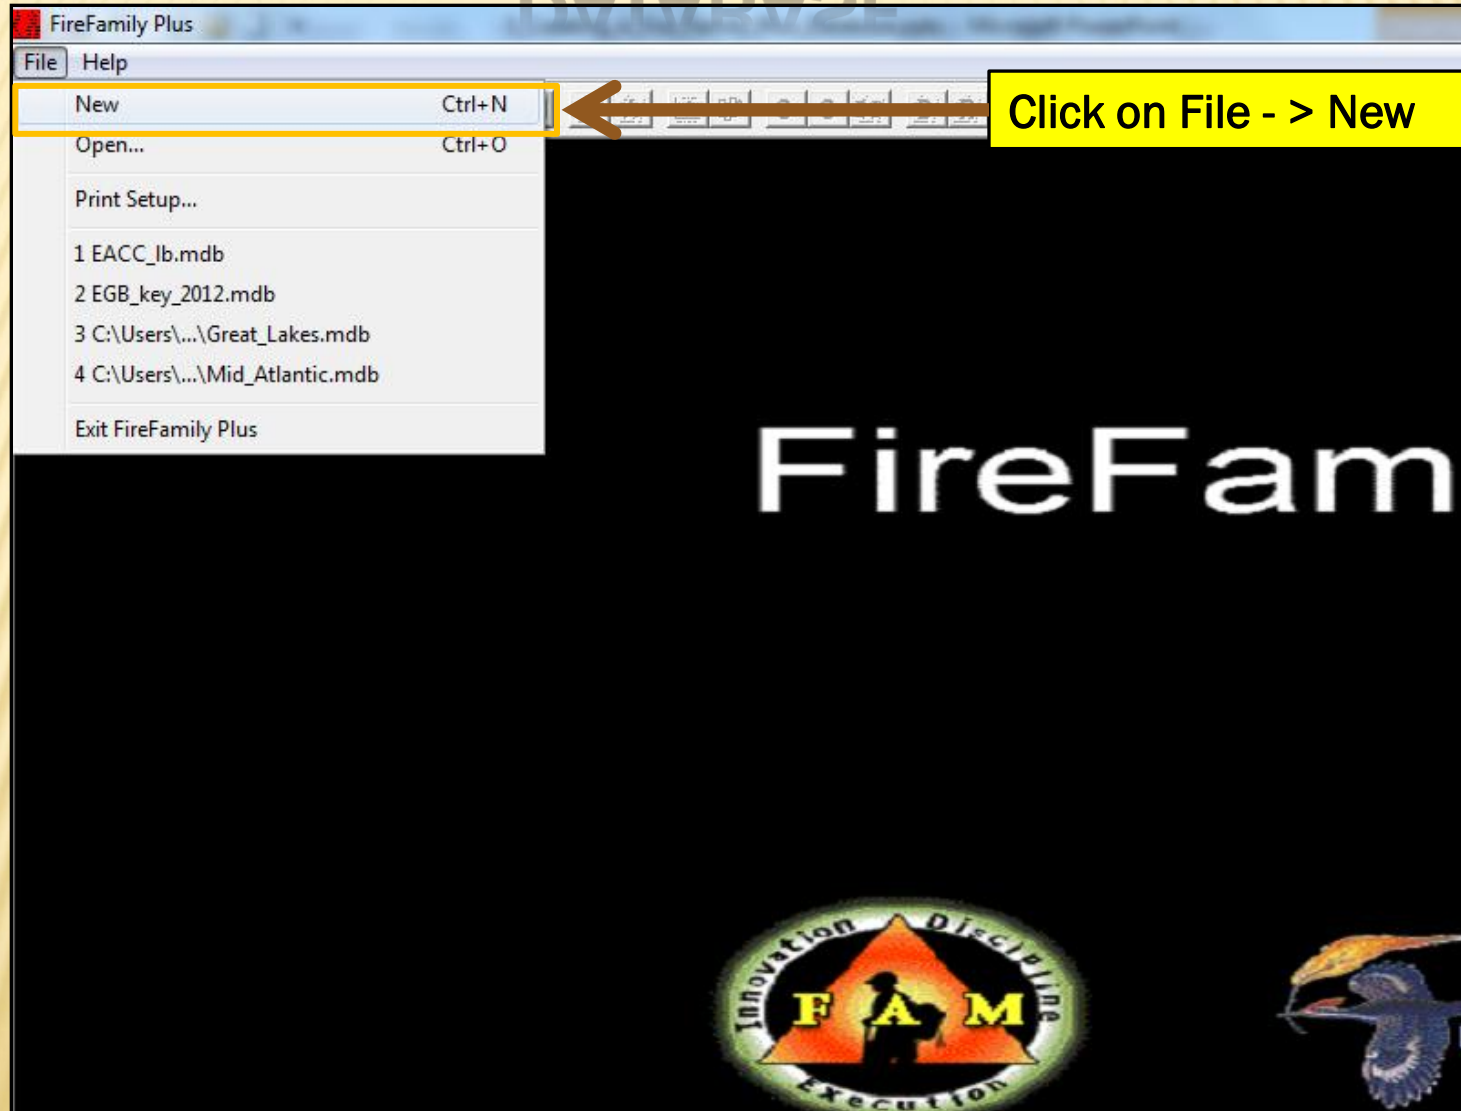 DATABASE
FireFamily Plus
File Help
New Ctrl+N
Click on File - > New
Open... Ctrl+O
Print Setup...
1 EACC_lb.mdb
2 EGB_key_2012.mdb
3 C:\Users\...\Great_Lakes.mdb
4 C:\Users\...\Mid_Atlantic.mdb
Exit FireFamily Plus
FireFam
Innovation Discipline
F A M
Execution